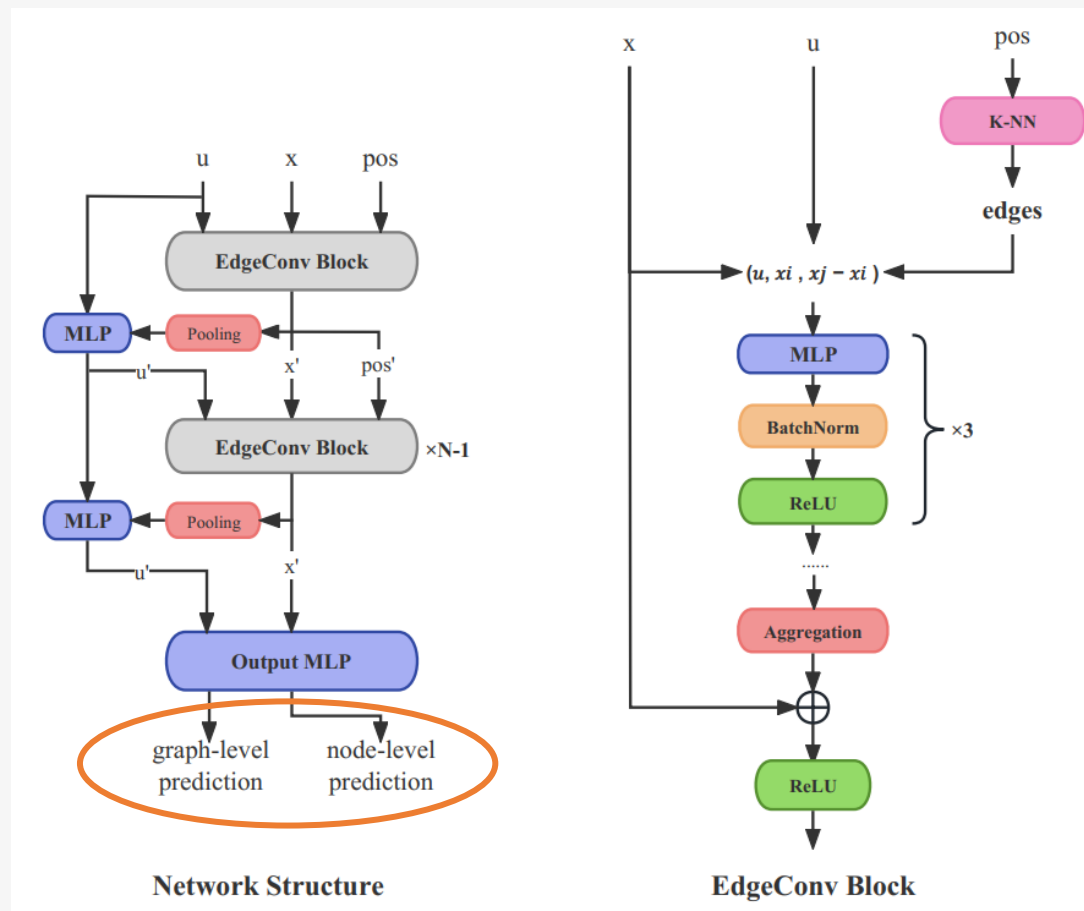 u
x
pos
EdgeConv Block
MLP
Pooling
u'
x'
pos'
EdgeConv Block
×N-1
MLP
Pooling
u'
x'
Output MLP
graph-level
prediction
node-level
prediction
Network Structure
x
u
pos
K-NN
edges
(u, xi , xj − xi )
MLP
BatchNorm
ReLU
×3
......
Aggregation
ReLU
EdgeConv Block